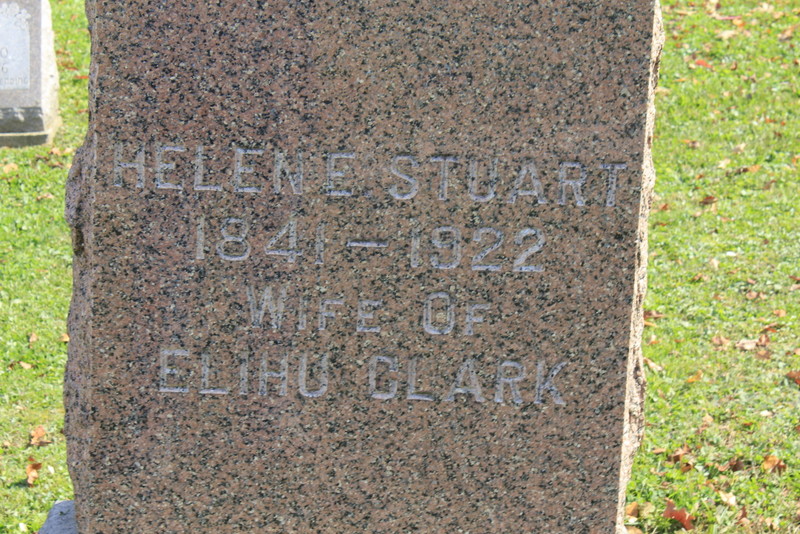 HELENE STUART
1841 – 1922
WIFE OF
ELIHU CLARK